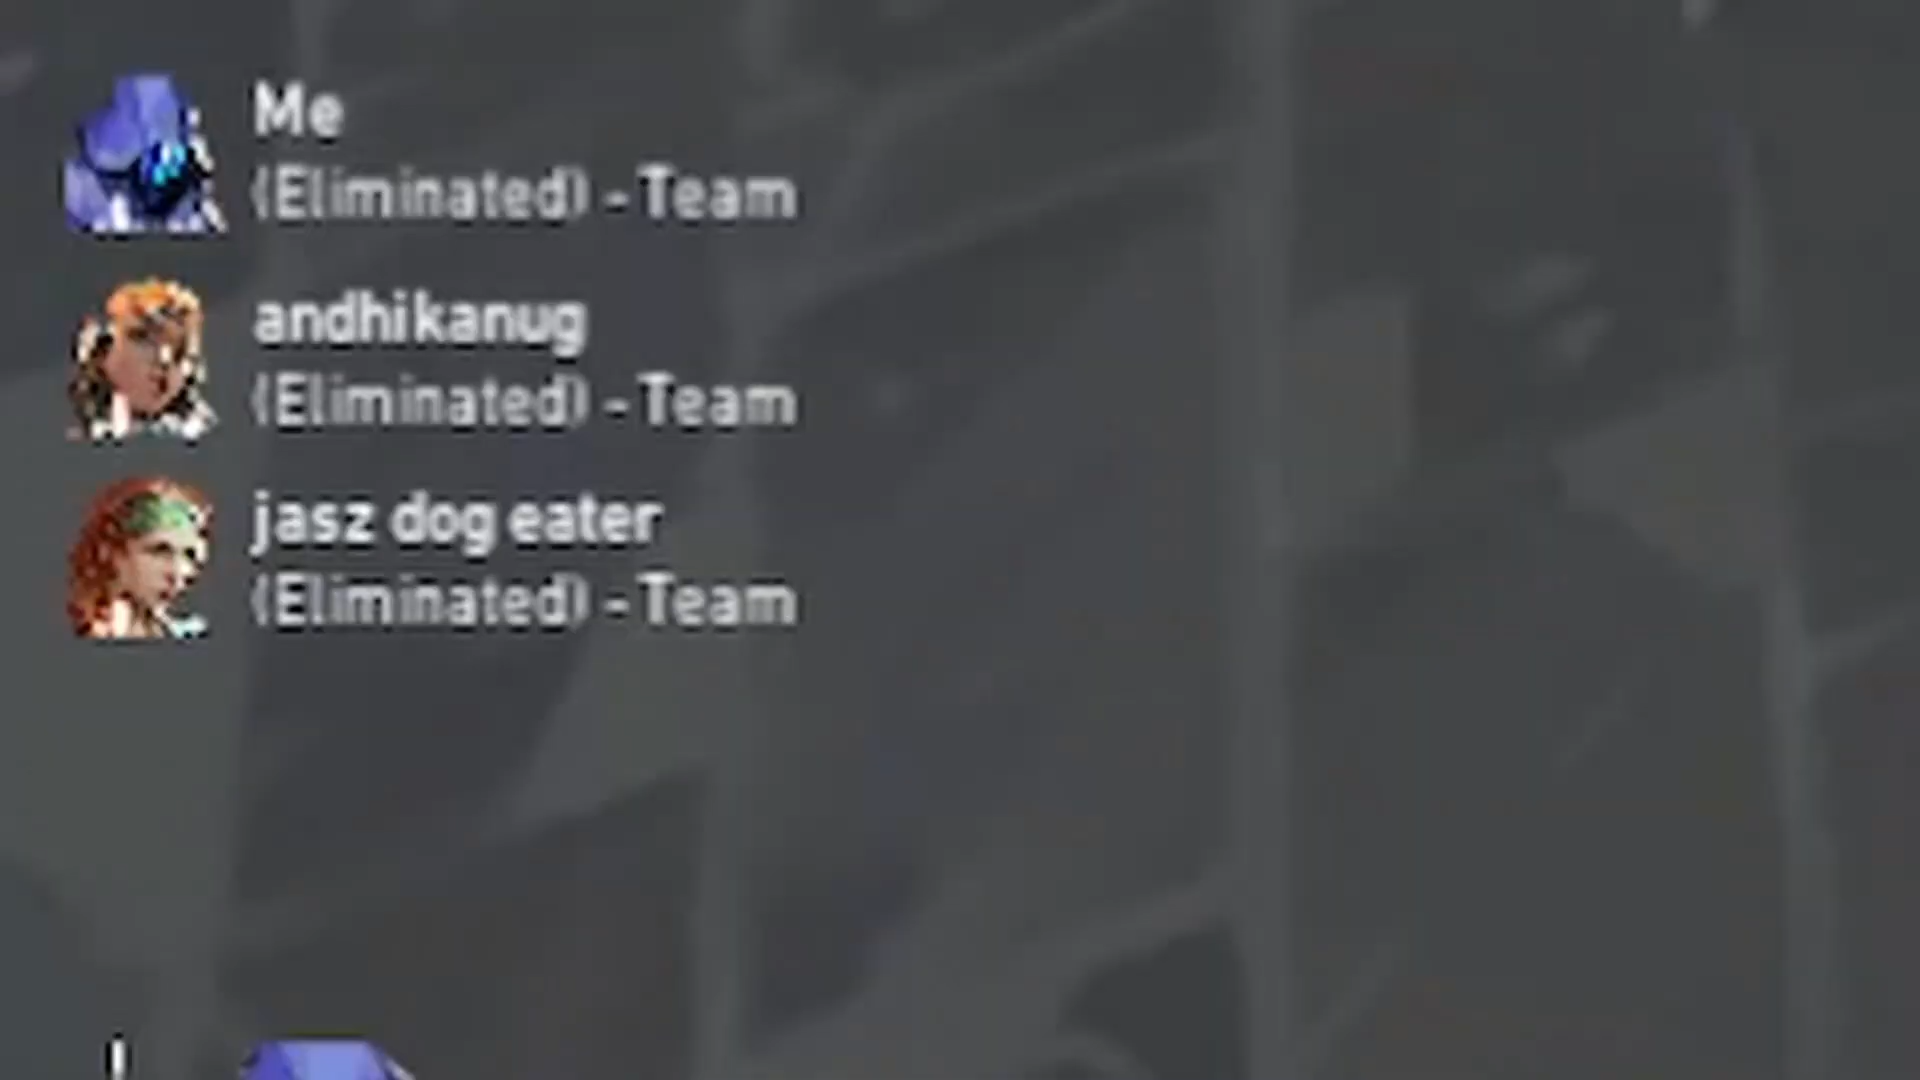 Me
(Eliminated) - Team
andhikanug
(Eliminated) - Team
jasz dog eater
(Eliminated) - Team